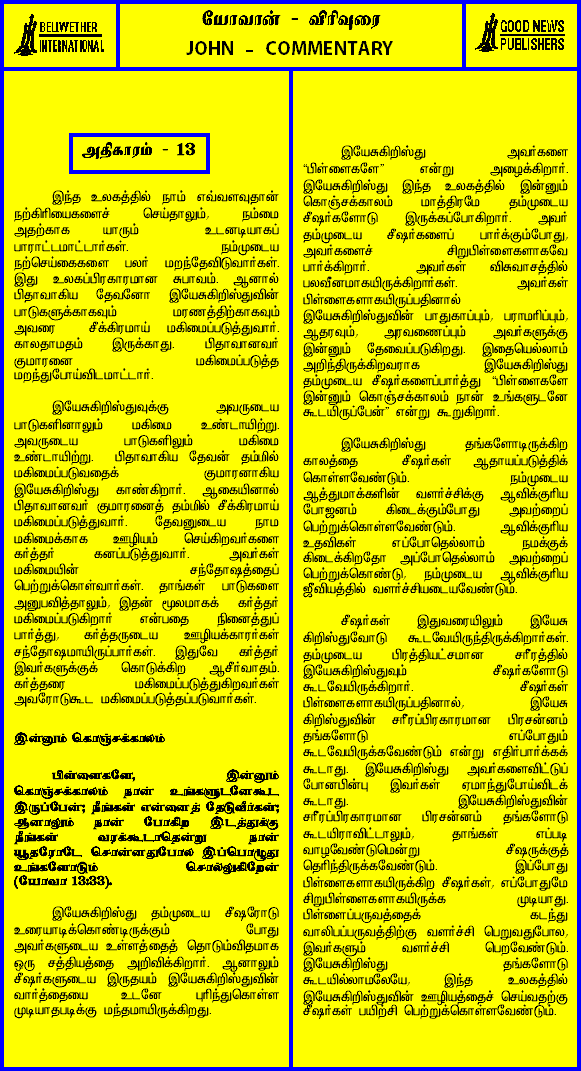 BELLWETHER
INTERNATIONAL
யோவான் - விரிவுரை
JOHN - COMMENTARY
GOOD NEWS
PUBLISHERS
அதிகாரம் - 13
இந்த உலகத்தில் நாம் எவ்வளவுதான்
நற்கிரியைகளைச் செய்தாலும், நம்மை
அதற்காக யாரும் உடனடியாகப்
பாராட்டமாட்டார்கள். நம்முடைய
நற்செய்கைகளை பலர் மறந்தேவிடுவார்கள்.
இது உலகப்பிரகாரமான சுபாவம். ஆனால்
பிதாவாகிய தேவனோ இயேசுகிறிஸ்துவின்
பாடுகளுக்காகவும் மரணத்திற்காகவும்
அவரை சீக்கிரமாய் மகிமைப்படுத்துவார்.
காலதாமதம் இருக்காது. பிதாவானவர்
குமாரனை மகிமைப்படுத்த
மறந்துபோய்விடமாட்டார்.
இயேசுகிறிஸ்துவுக்கு அவருடைய
பாடுகளினாலும் மகிமை உண்டாயிற்று.
அவருடைய பாடுகளிலும் மகிமை
உண்டாயிற்று. பிதாவாகிய தேவன் தம்மில்
மகிமைப்படுவதைக் குமாரனாகிய
இயேசுகிறிஸ்து காண்கிறார். ஆகையினால்
பிதாவானவர் குமாரனைத் தம்மில் சீக்கிரமாய்
மகிமைப்படுத்துவார். தேவனுடைய நாம
மகிமைக்காக ஊழியம் செய்கிறவர்களை
கர்த்தர் கனப்படுத்துவார். அவர்கள்
மகிமையின் சந்தோஷத்தைப்
பெற்றுக்கொள்வார்கள். தாங்கள் பாடுகளை
அனுபவித்தாலும், இதன் மூலமாகக் கர்த்தர்
மகிமைப்படுகிறார் என்பதை நினைத்துப்
பார்த்து, கர்த்தருடைய ஊழியக்காரர்கள்
சந்தோஷமாயிருப்பார்கள். இதுவே கர்த்தர்
இவர்களுக்குக் கொடுக்கிற ஆசீர்வாதம்.
கர்த்தரை மகிமைப்படுத்துகிறவர்கள்
அவரோடுகூட மகிமைப்படுத்தப்படுவார்கள்.
இன்னும் கொஞ்சக்காலம்
பிள்ளைகளே, இன்னும்
கொஞ்சக்காலம் நான் உங்களுடனேகூட
இருப்பேன்; நீங்கள் என்னைத் தேடுவீர்கள்;
ஆனாலும் நான் போகிற இடத்துக்கு
நீங்கள் வரக்கூடாதென்று நான்
யூதரோடே சொன்னதுபோல இப்பொழுது
உங்களோடும் சொல்லுகிறேன்
(யோவா 13:33).
இயேசுகிறிஸ்து தம்முடைய சீஷரோடு
உரையாடிக்கொண்டிருக்கும் போது
அவர்களுடைய உள்ளத்தைத் தொடும்விதமாக
ஒரு சத்தியத்தை அறிவிக்கிறார். ஆனாலும்
சீஷர்களுடைய இருதயம் இயேசுகிறிஸ்துவின்
வார்த்தையை உடனே புரிந்துகொள்ள
முடியாதபடிக்கு மந்தமாயிருக்கிறது.
இயேசுகிறிஸ்து அவர்களை
“பிள்ளைகளே” என்று அழைக்கிறார்.
இயேசுகிறிஸ்து இந்த உலகத்தில் இன்னும்
கொஞ்சக்காலம் மாத்திரமே தம்முடைய
சீஷர்களோடு இருக்கப்போகிறார். அவர்
தம்முடைய சீஷர்களைப் பார்க்கும்போது,
அவர்களைச் சிறுபிள்ளைகளாகவே
பார்க்கிறார். அவர்கள் விசுவாசத்தில்
பலவீனமாயிருக்கிறார்கள். அவர்கள்
பிள்ளைகளாகயிருப்பதினால்
இயேசுகிறிஸ்துவின் பாதுகாப்பும், பராமரிப்பும்,
ஆதரவும், அரவணைப்பும் அவர்களுக்கு
இன்னும் தேவைப்படுகிறது. இதையெல்லாம்
அறிந்திருக்கிறவராக இயேசுகிறிஸ்து
தம்முடைய சீஷர்களைப்பார்த்து “பிள்ளைகளே
இன்னும் கொஞ்சக்காலம் நான் உங்களுடனே
கூடயிருப்பேன்” என்று கூறுகிறார்.
இயேசுகிறிஸ்து தங்களோடிருக்கிற
காலத்தை சீஷர்கள் ஆதாயப்படுத்திக்
கொள்ளவேண்டும். நம்முடைய
ஆத்துமாக்களின் வளர்ச்சிக்கு ஆவிக்குரிய
போஜனம் கிடைக்கும்போது அவற்றைப்
பெற்றுக்கொள்ளவேண்டும். ஆவிக்குரிய
உதவிகள் எப்போதெல்லாம் நமக்குக்
கிடைக்கிறதோ அப்போதெல்லாம் அவற்றைப்
பெற்றுக்கொண்டு, நம்முடைய ஆவிக்குரிய
ஜீவியத்தில் வளர்ச்சியடையவேண்டும்.
சீஷர்கள் இதுவரையிலும் இயேசு
கிறிஸ்துவோடு கூடவேயிருந்திருக்கிறார்கள்.
தம்முடைய பிரத்தியட்சமான சரீரத்தில்
இயேசுகிறிஸ்துவும் சீஷர்களோடு
கூடவேயிருக்கிறார். சீஷர்கள்
பிள்ளைகளாகயிருப்பதினால், இயேசு
கிறிஸ்துவின் சரீரப்பிரகாரமான பிரசன்னம்
தங்களோடு எப்போதும்
கூடவேயிருக்கவேண்டும் என்று எதிர்பார்க்கக்
கூடாது. இயேசுகிறிஸ்து அவர்களைவிட்டுப்
போனபின்பு இவர்கள் ஏமாந்துபோய்விடக்
கூடாது. இயேசுகிறிஸ்துவின்
சரீரப்பிரகாரமான பிரசன்னம் தங்களோடு
கூடயிராவிட்டாலும், தாங்கள் எப்படி
வாழவேண்டுமென்று சீஷருக்குத்
தெரிந்திருக்கவேண்டும். இப்போது
பிள்ளைகளாகயிருக்கிற சீஷர்கள், எப்போதுமே
சிறுபிள்ளைகளாகயிருக்க முடியாது.
பிள்ளைப்பருவத்தைக் கடந்து
வாலிபப்பருவத்திற்கு வளர்ச்சி பெறுவதுபோல,
இவர்களும் வளர்ச்சி பெறவேண்டும்.
இயேசுகிறிஸ்து தங்களோடு
கூடயில்லாமலேயே, இந்த உலகத்தில்
இயேசுகிறிஸ்துவின் ஊழியத்தைச் செய்வதற்கு
சீஷர்கள் பயிற்சி பெற்றுக்கொள்ளவேண்டும்.